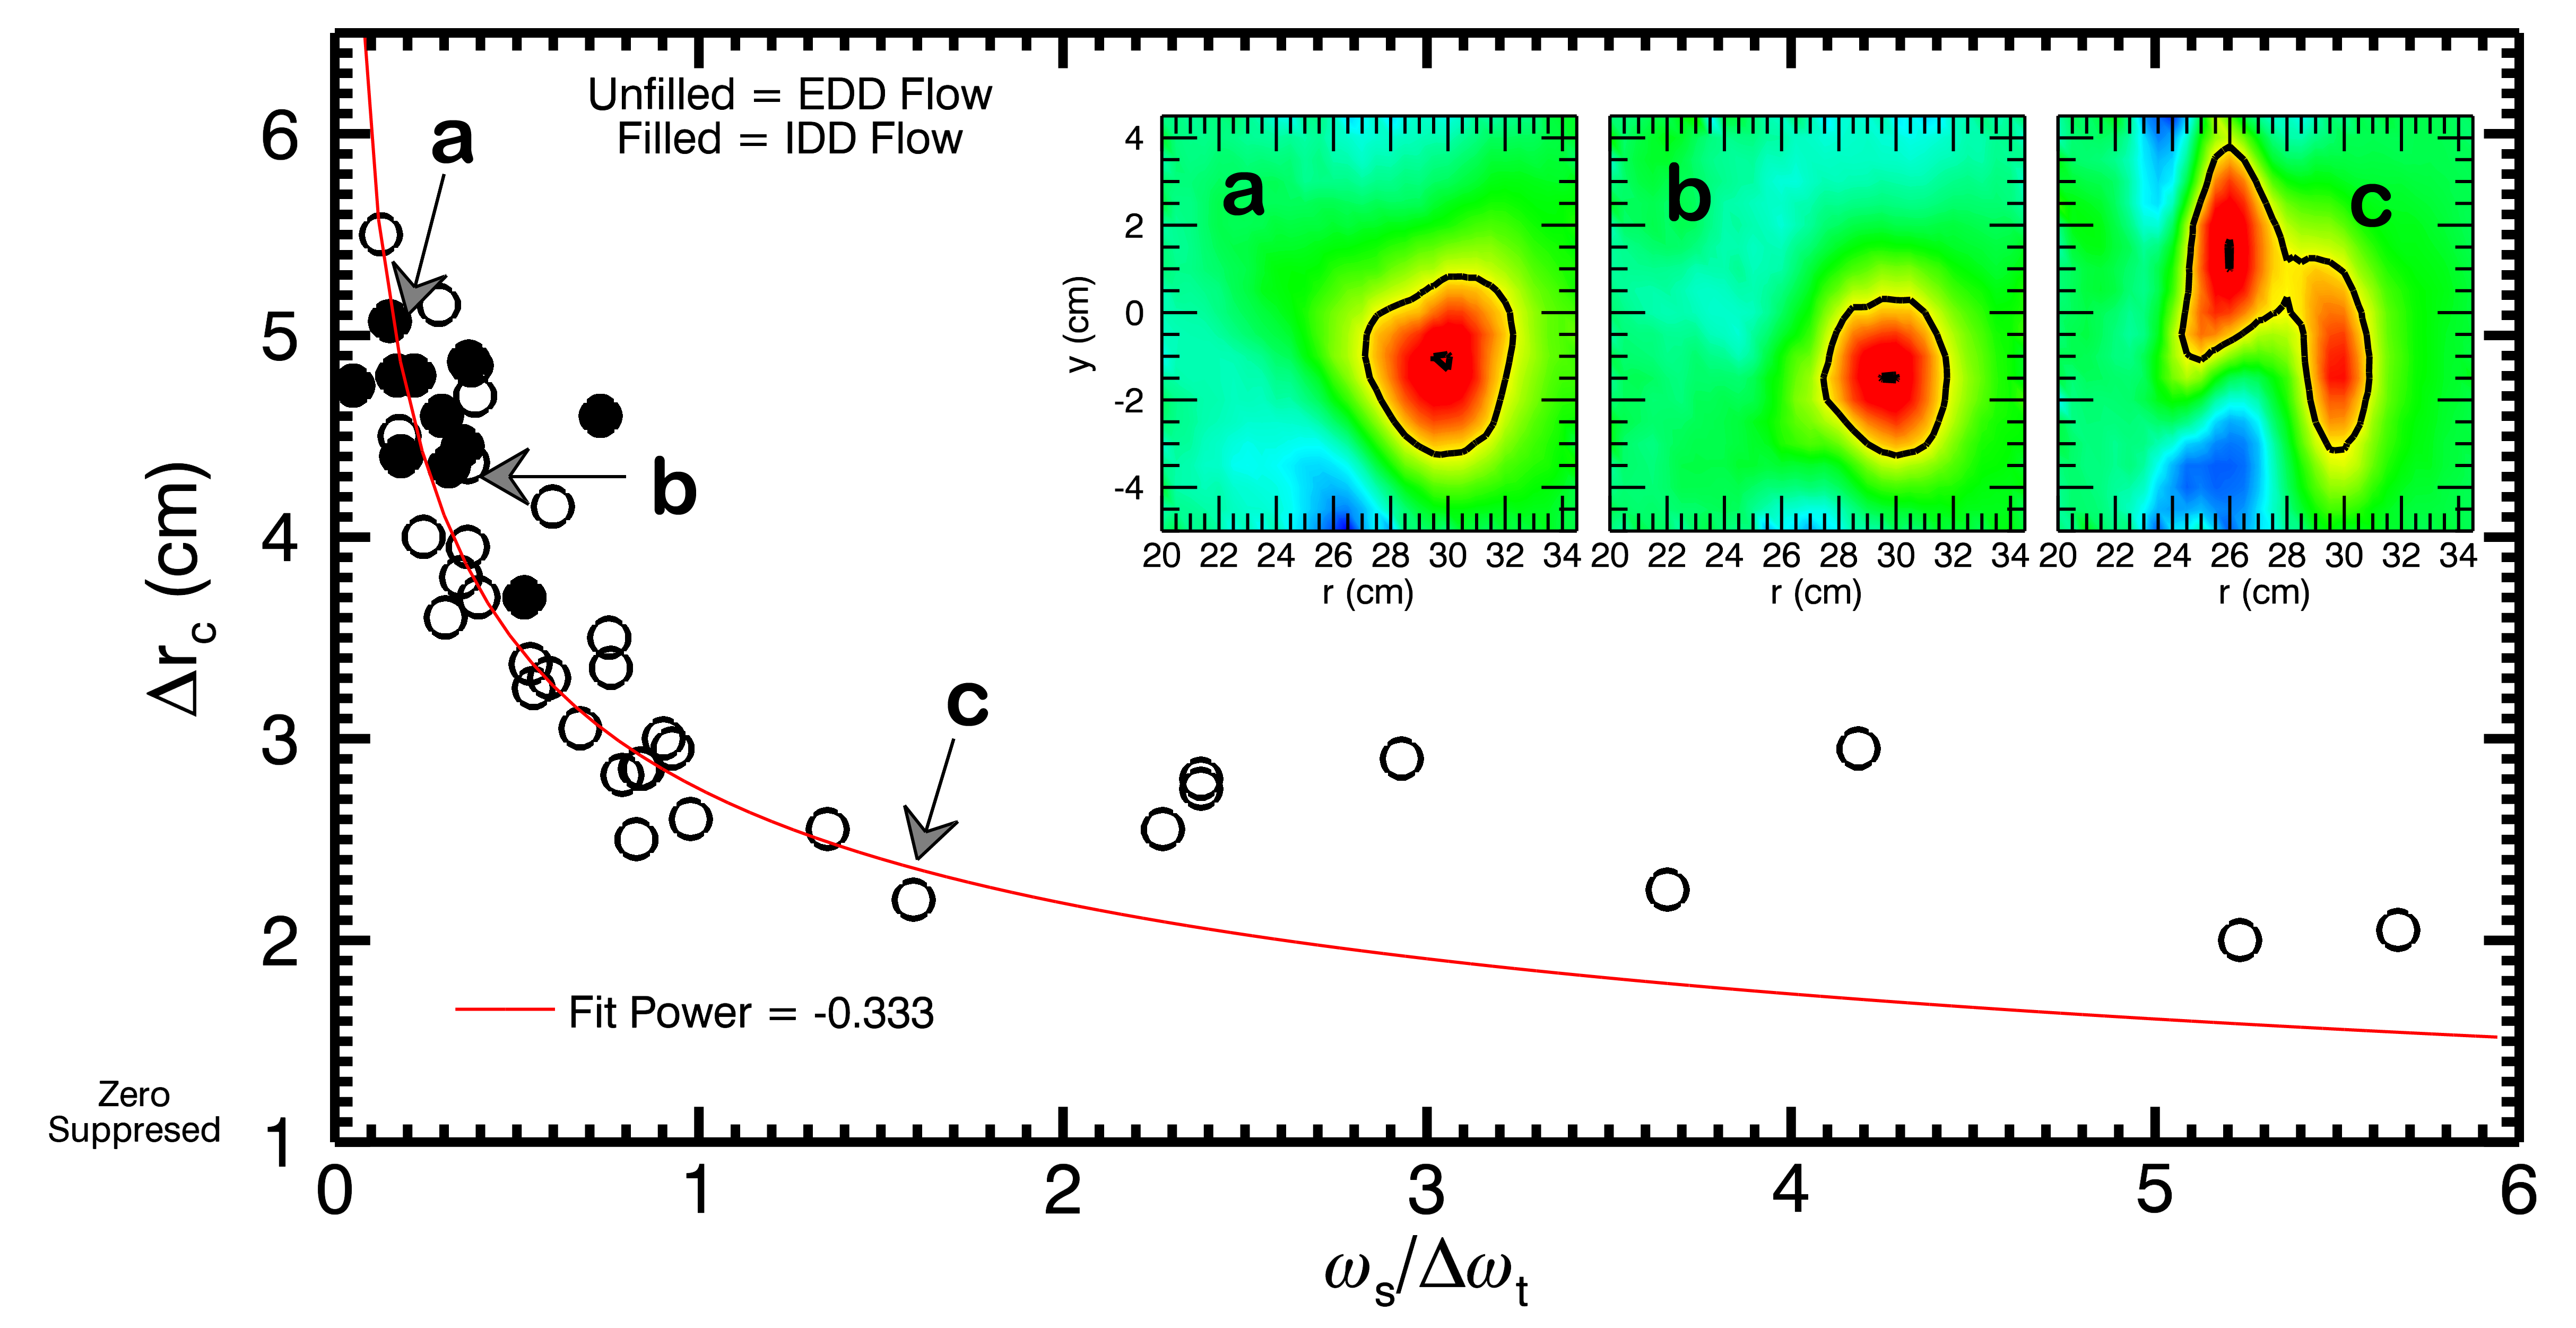 Unfilled = EDD Flow
Filled = IDD Flow
a
b
c
a
b
c
4
2
0
-2
-4
y (cm)
20 22 24 26 28 30 32 34
20 22 24 26 28 30 32 34
20 22 24 26 28 30 32 34
r (cm)
r (cm)
r (cm)
6
5
4
3
2
1
Δrc (cm)
Fit Power = -0.333
Zero
Suppresed
0 1 2 3 4 5 6
ωs/Δωt